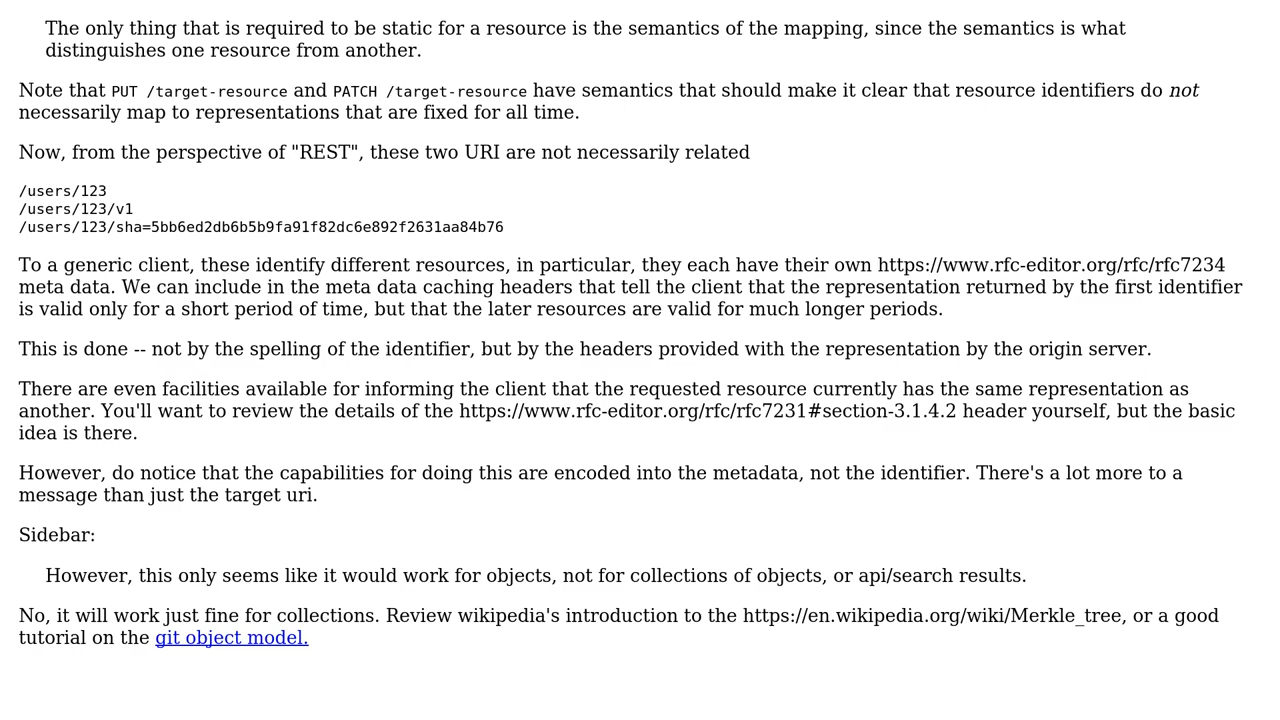 The only thing that is required to be static for a resource is the semantics of the mapping, since the semantics is what
distinguishes one resource from another.
Note that PUT /target-resource and PATCH /target-resource have semantics that should make it clear that resource identifiers do not
necessarily map to representations that are fixed for all time.
Now, from the perspective of "REST", these two URI are not necessarily related
/users/123
/users/123/v1
/users/123/sha=5bb6ed2db6b5b9fa91f82dc6e892f2631aa84b76
To a generic client, these identify different resources, in particular, they each have their own https://www.rfc-editor.org/rfc/rfc7234
meta data. We can include in the meta data caching headers that tell the client that the representation returned by the first identifier
is valid only for a short period of time, but that the later resources are valid for much longer periods.
This is done -- not by the spelling of the identifier, but by the headers provided with the representation by the origin server.
There are even facilities available for informing the client that the requested resource currently has the same representation as
another. You'll want to review the details of the https://www.rfc-editor.org/rfc/rfc7231#section-3.1.4.2 header yourself, but the basic
idea is there.
However, do notice that the capabilities for doing this are encoded into the metadata, not the identifier. There's a lot more to a
message than just the target uri.
Sidebar:
However, this only seems like it would work for objects, not for collections of objects, or api/search results.
No, it will work just fine for collections. Review wikipedia's introduction to the https://en.wikipedia.org/wiki/Merkle_tree, or a good
tutorial on the git object model.